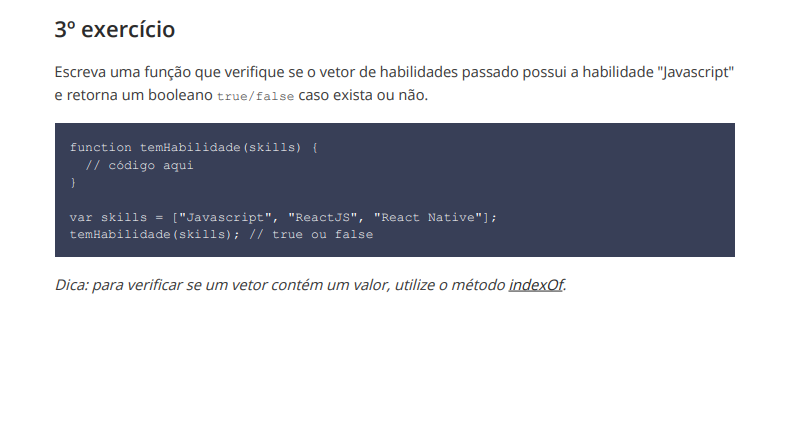 3º exercício
Escreva uma função que verifique se o vetor de habilidades passado possui a habilidade "Javascript"
e retorna um booleano true/false caso exista ou não.
function temHabilidade(skills) {
  // código aqui
}
var skills = ["Javascript", "ReactJS", "React Native"];
temHabilidade(skills); // true ou false
Dica: para verificar se um vetor contém um valor, utilize o método indexOf.